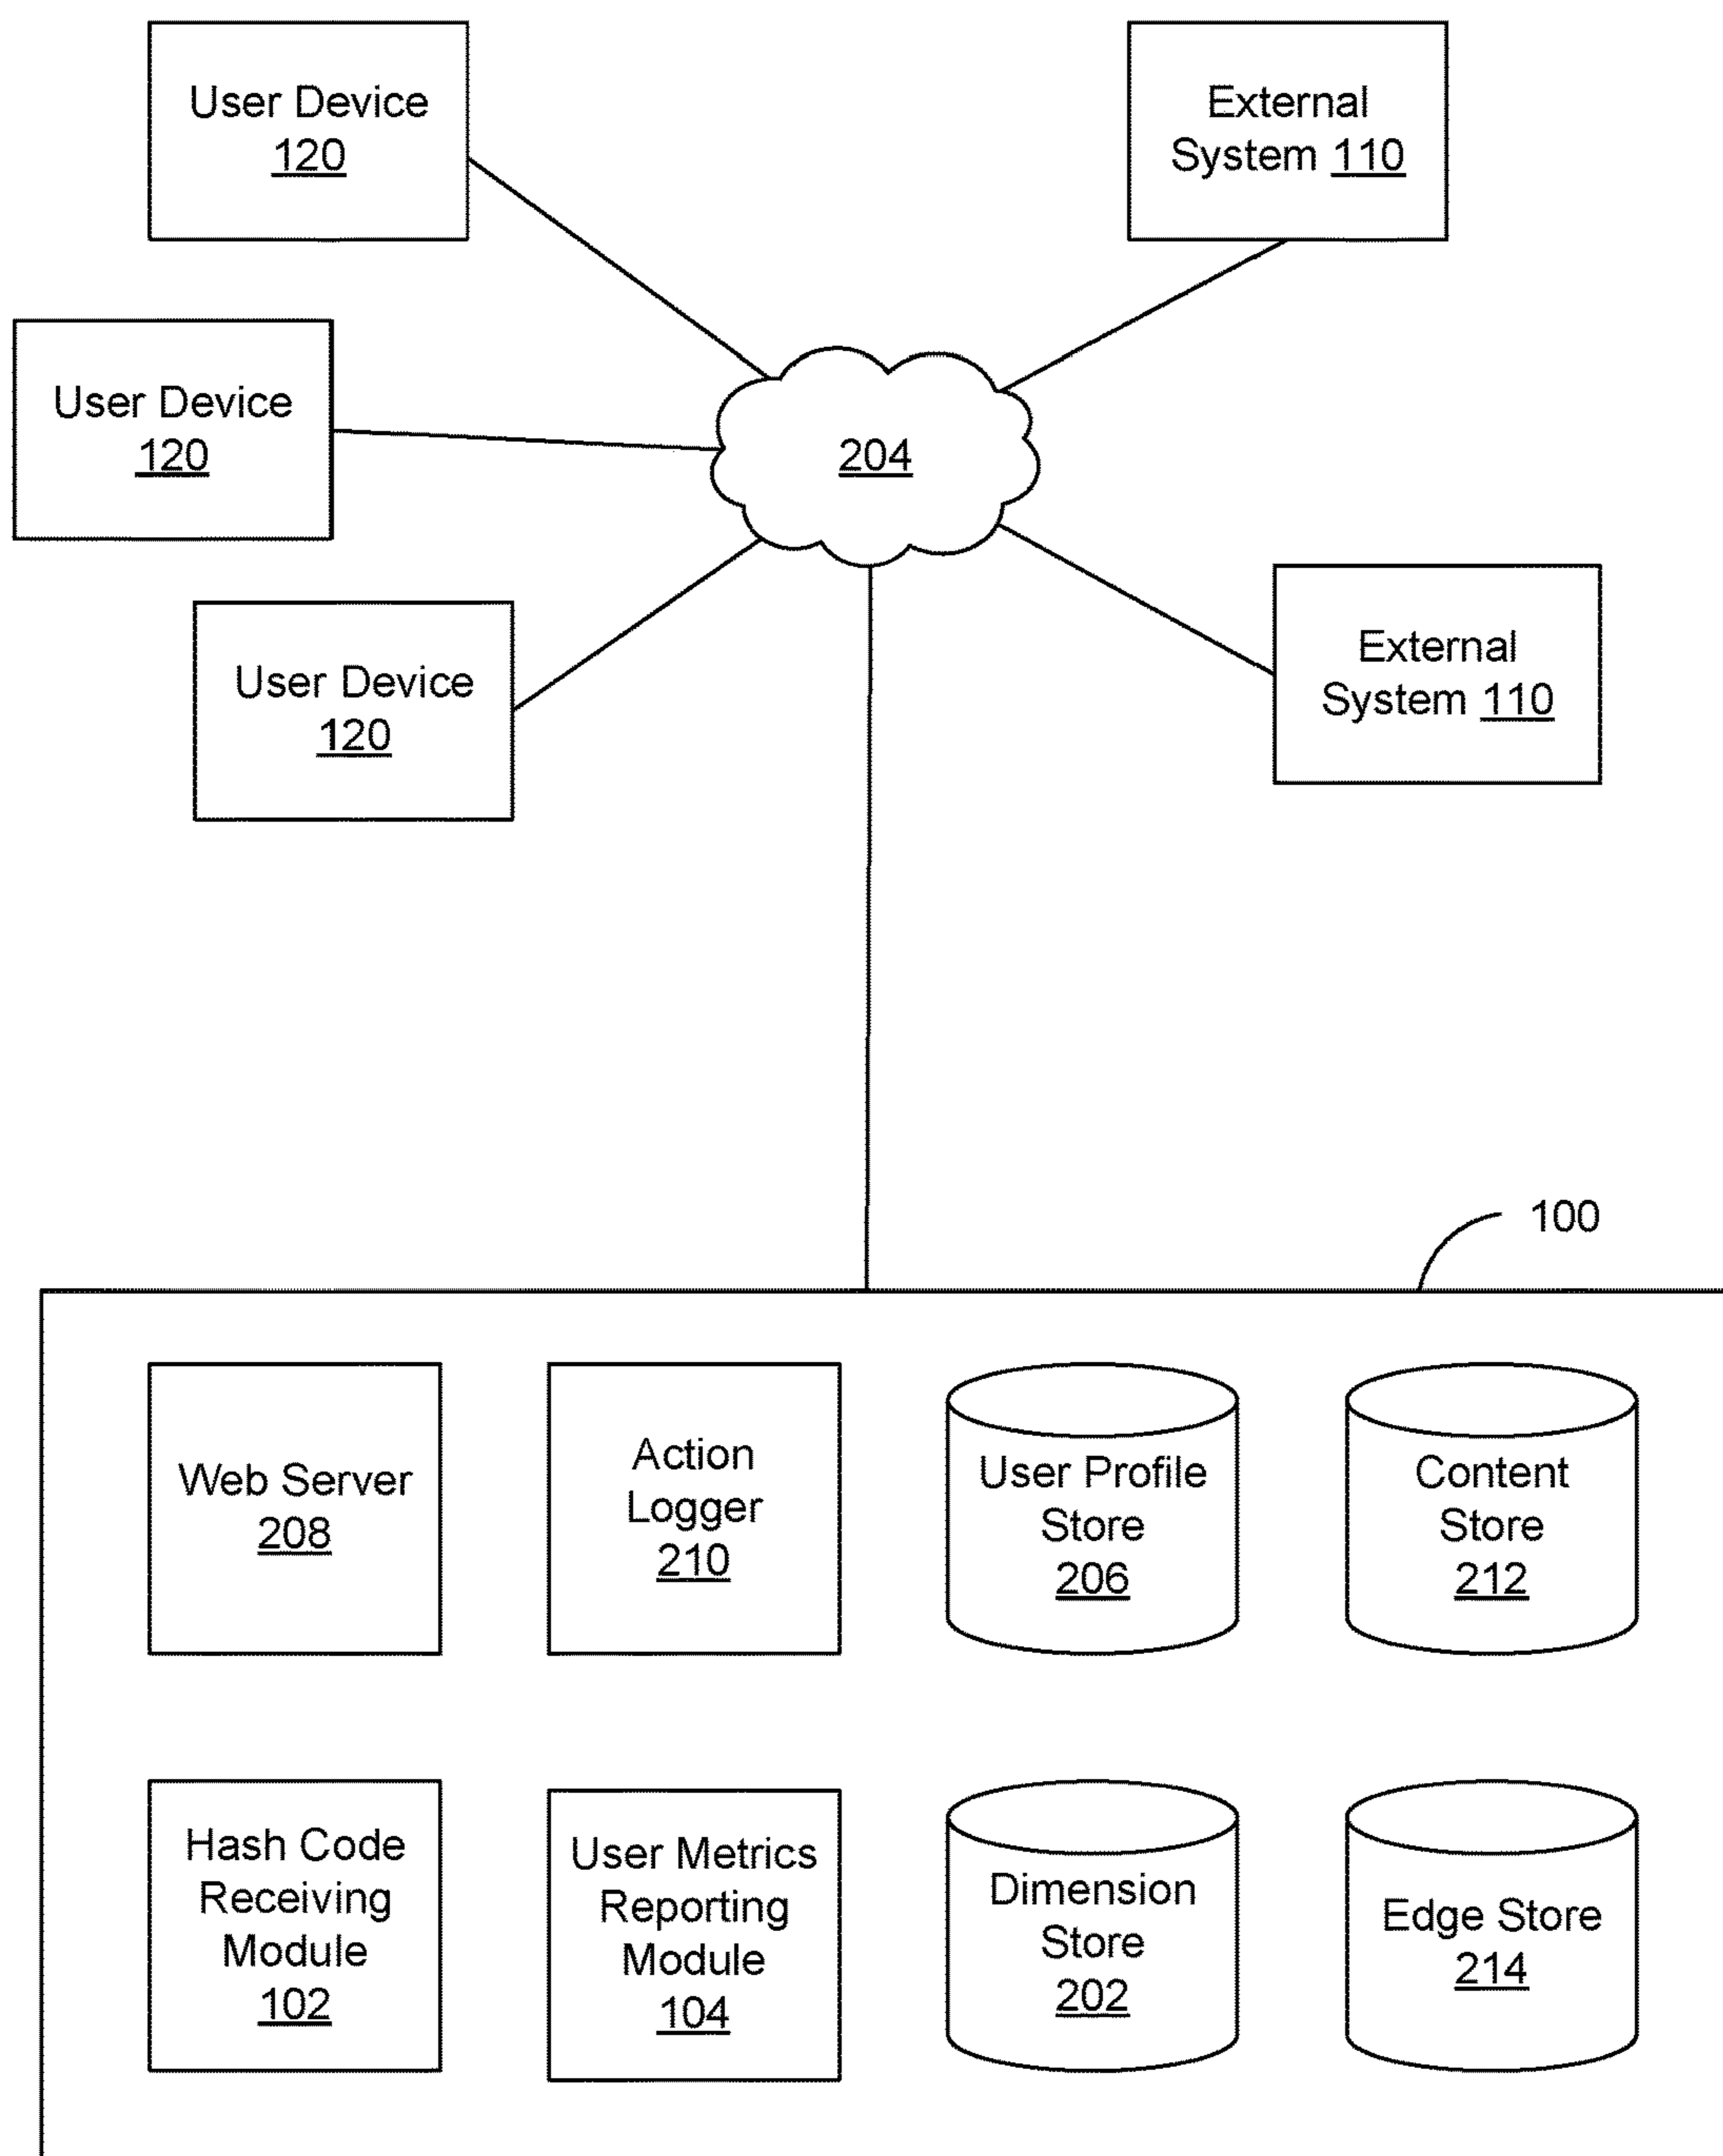 User Device
120
External
System 110
User Device
120
204
User Device
120
External
System 110
100
Web Server
208
Action
Logger
210
User Profile
Store
206
Content
Store
212
Hash Code
Receiving
Module
102
User Metrics
Reporting
Module
104
Dimension
Store
202
Edge Store
214